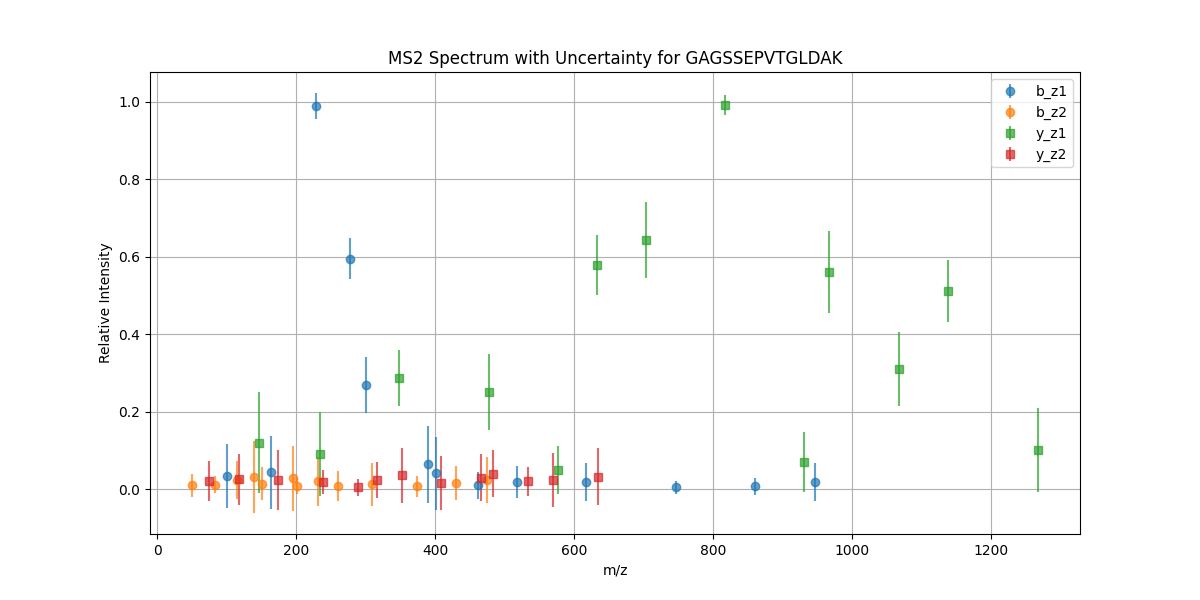 MS2 Spectrum with Uncertainty for GAGSSEPVTGLDAK
b_z1
b_z2
y_z1
y_z2
Relative Intensity
1.0
0.8
0.6
0.4
0.2
0.0
0 200 400 600 800 1000 1200
m/z